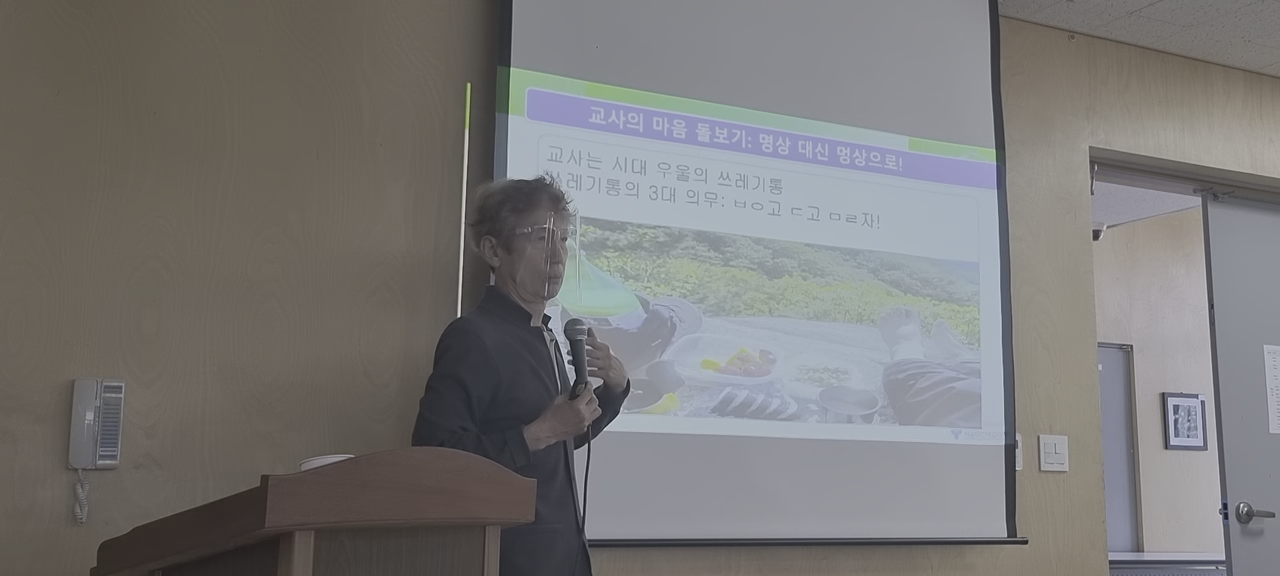 교사의 마음 돌보기: 명상 대신 멍상으로!
교사는 시대 우울의 쓰레기통
쓰레기통의 3대 의무: ㅂㅇ고 ㄷ고 ㅁㄹ자!